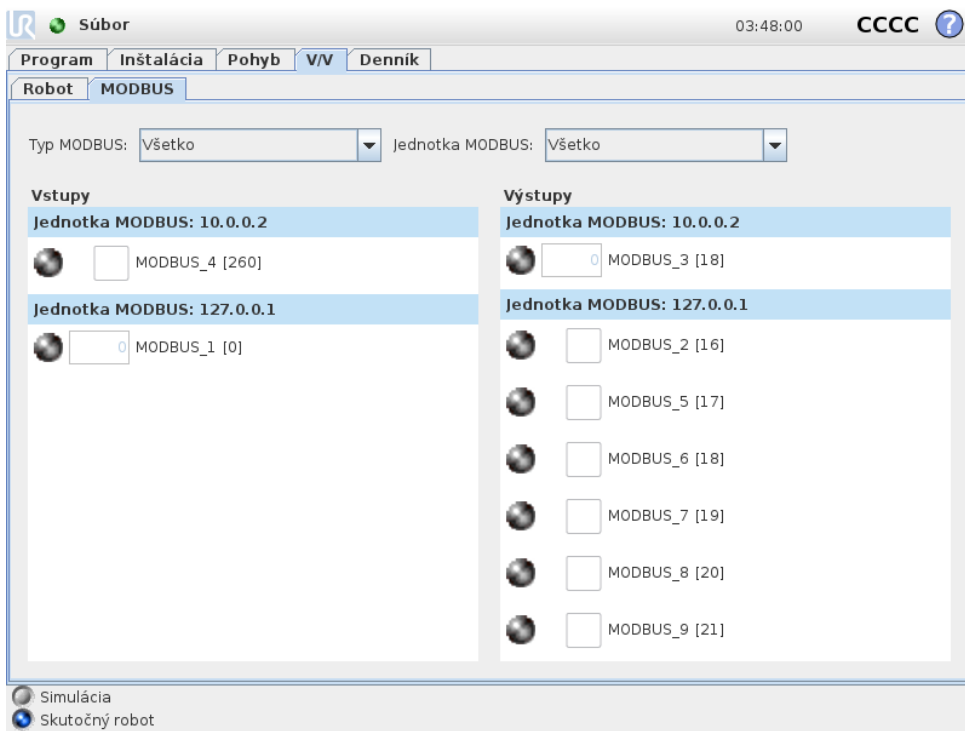 UR Súbor 03:48:00 CCCC ?
Program Inštalácia Pohyb V/V Denník
Robot MODBUS
Typ MODBUS: Všetko Jednotka MODBUS: Všetko
Vstupy
Jednotka MODBUS: 10.0.0.2
MODBUS_4 [260]
Jednotka MODBUS: 127.0.0.1
0 MODBUS_1 [0]
Výstupy
Jednotka MODBUS: 10.0.0.2
0 MODBUS_3 [18]
Jednotka MODBUS: 127.0.0.1
MODBUS_2 [16]
MODBUS_5 [17]
MODBUS_6 [18]
MODBUS_7 [19]
MODBUS_8 [20]
MODBUS_9 [21]
Simulácia
Skutočný robot